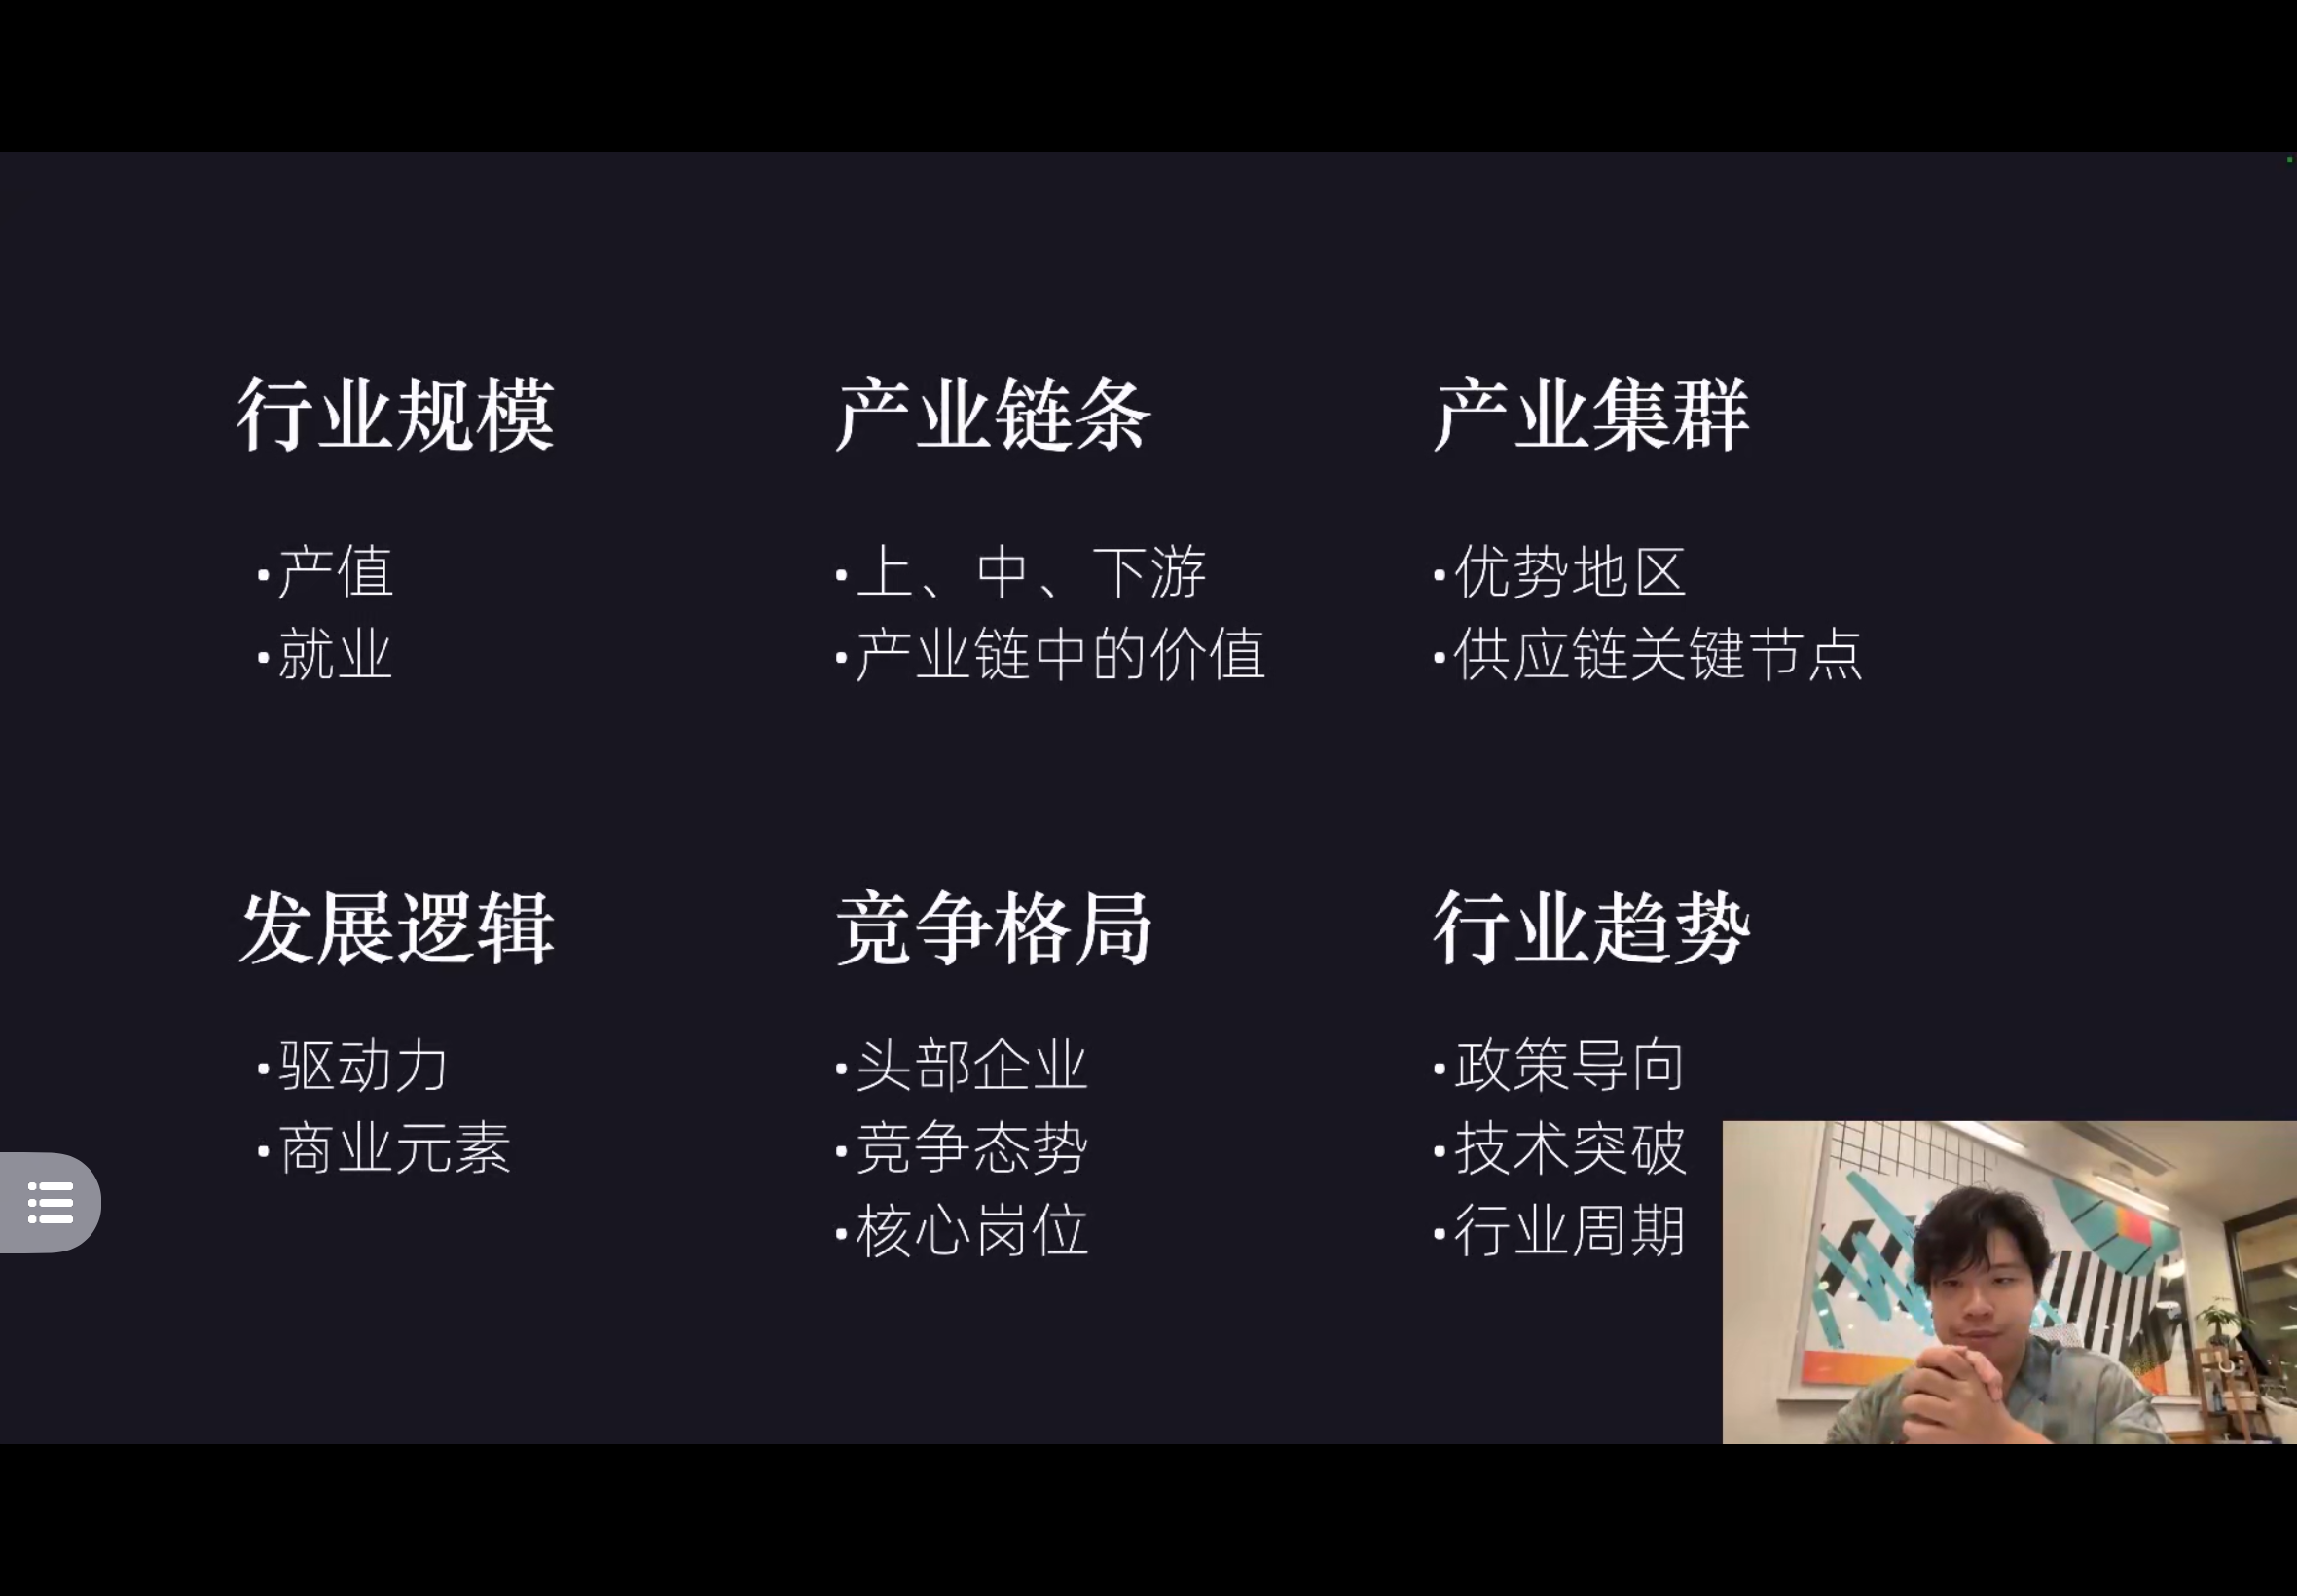 行业规模
•产值
•就业
产业链条
•上、中、下游
•产业链中的价值
产业集群
•优势地区
•供应链关键节点
发展逻辑
•驱动力
•商业元素
竞争格局
•头部企业
•竞争态势
•核心岗位
行业趋势
•政策导向
•技术突破
•行业周期